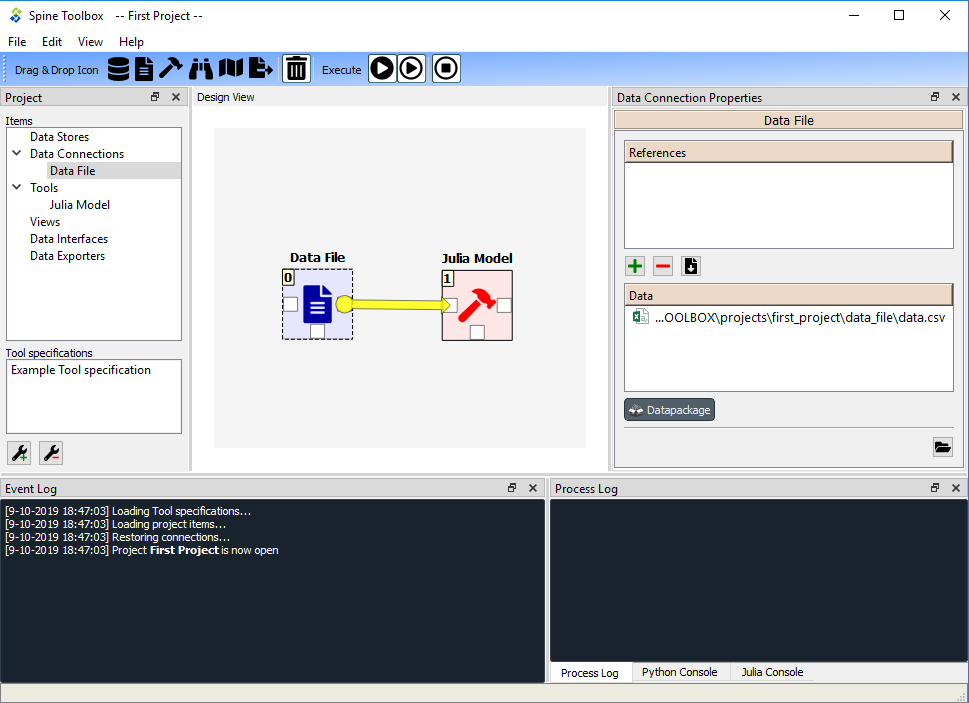 Spine Toolbox -- First Project --
File Edit View Help
Drag & Drop Icon Execute
Project
Items
Data Stores
Data Connections
Data File
Tools
Julia Model
Views
Data Interfaces
Data Exporters
Tool specifications
Example Tool specification
Design View
Data File
0
Julia Model
1
Data Connection Properties
Data File
References
Data
...OOLBOX\projects\first_project\data_file\data.csv
Datapackage
Event Log
[9-10-2019 18:47:03] Loading Tool specifications...
[9-10-2019 18:47:03] Loading project items...
[9-10-2019 18:47:03] Restoring connections...
[9-10-2019 18:47:03] Project First Project is now open
Process Log
Process Log Python Console Julia Console